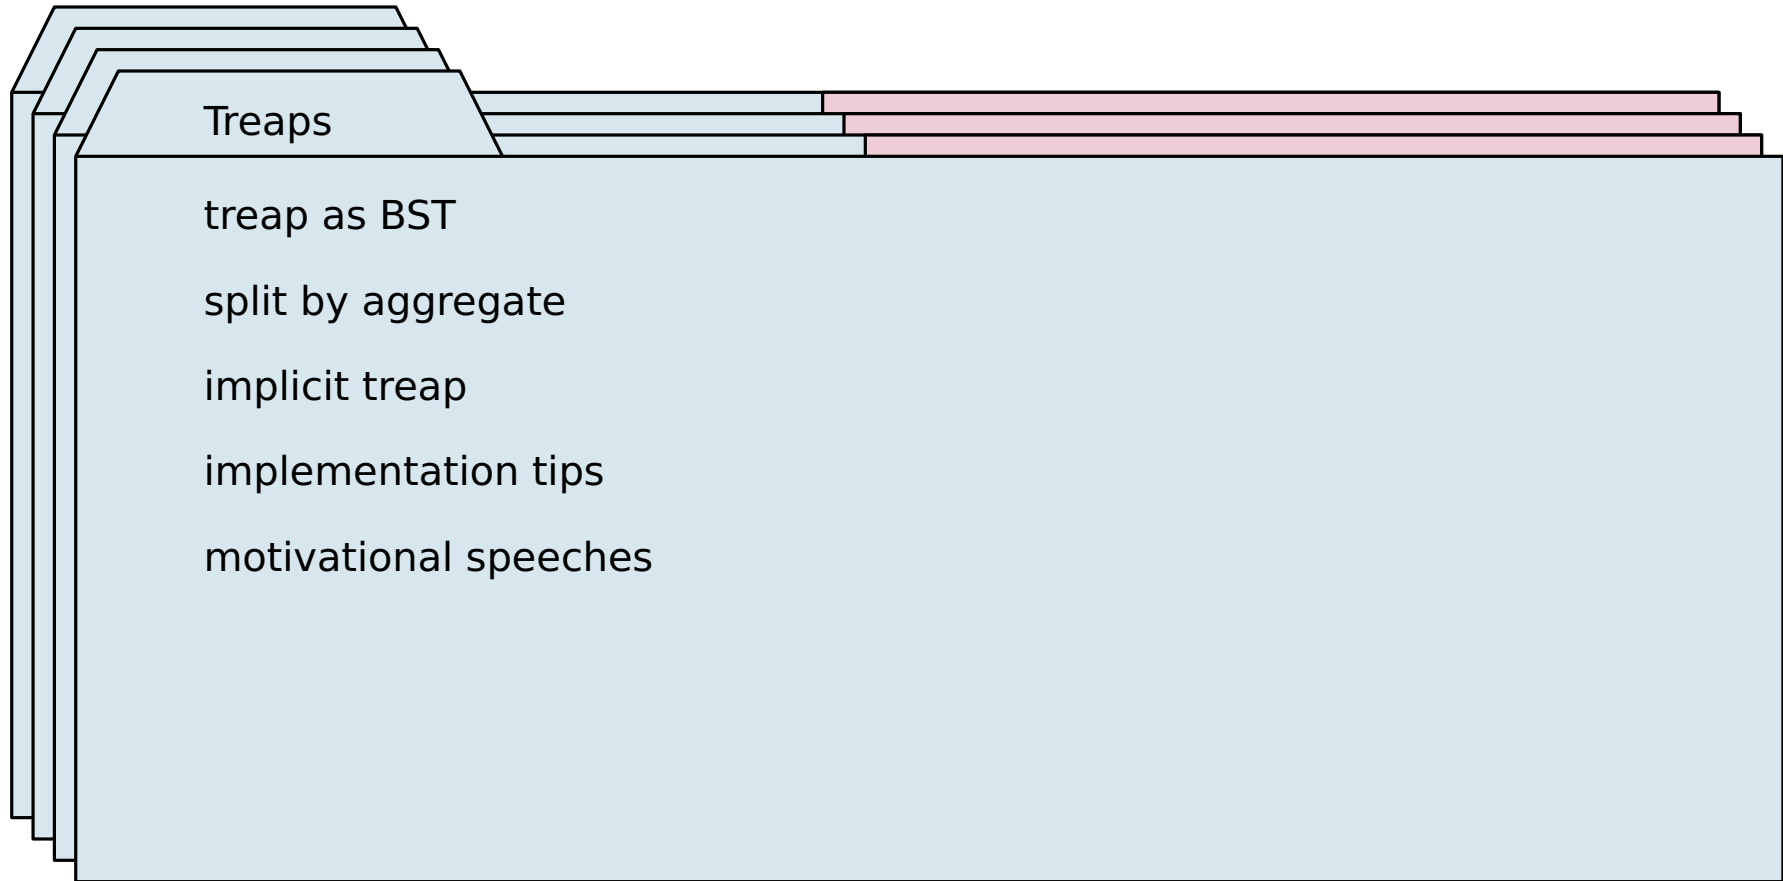 Treaps
treap as BST
split by aggregate
implicit treap
implementation tips
motivational speeches